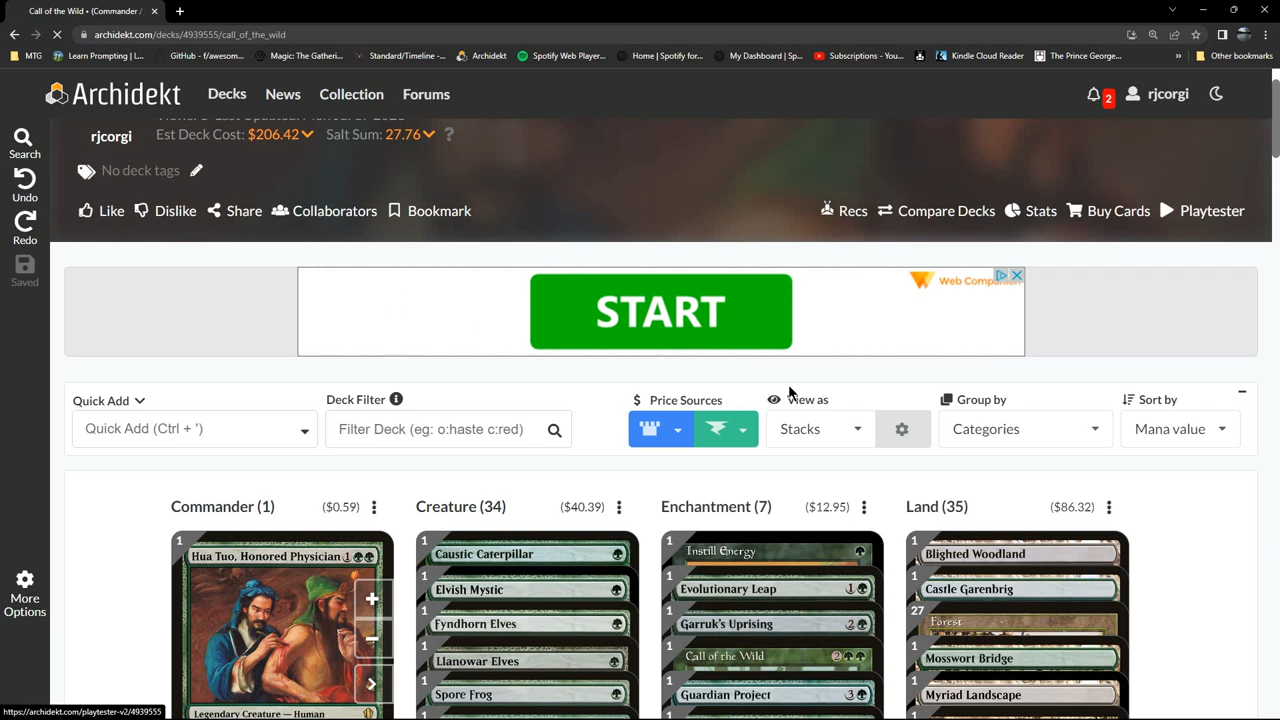 Call of the Wild • (Commander /
archidekt.com/decks/4939555/call_of_the_wild
MTG
Learn Prompting | L...
GitHub - f/awesom...
Magic: The Gatheri...
Standard/Timeline -...
Archidekt
Spotify Web Player...
Home | Spotify for...
My Dashboard | Sp...
Subscriptions - You...
Kindle Cloud Reader
The Prince George...
»
Other bookmarks
Archidekt
Decks
News
Collection
Forums
2
rjcorgi
Search
Undo
Redo
Saved
More
Options
rjcorgi
Est Deck Cost: $206.42
Salt Sum: 27.76
No deck tags
Like
Dislike
Share
Collaborators
Bookmark
Recs
Compare Decks
Stats
Buy Cards
Playtester
START
Quick Add
Deck Filter
$ Price Sources
View as
Group by
Sort by
Quick Add (Ctrl + ')
Filter Deck (eg: o:haste c:red)
Stacks
Categories
Mana value
Commander (1)
($0.59)
Creature (34)
($40.39)
Enchantment (7)
($12.95)
Land (35)
($86.32)
1
Hua Tuo, Honored Physician 1
Legendary Creature — Human
1
Caustic Caterpillar
1
Elvish Mystic
1
Fyndhorn Elves
1
Llanowar Elves
1
Spore Frog
1
1
Instill Energy
1
Evolutionary Leap 1
1
Garruk's Uprising 2
1
Call of the Wild 2
1
Guardian Project 3
1
1
Blighted Woodland
1
Castle Garenbrig
27
Forest
1
Mosswort Bridge
1
Myriad Landscape
1
https://archidekt.com/playtester-v2/4939555